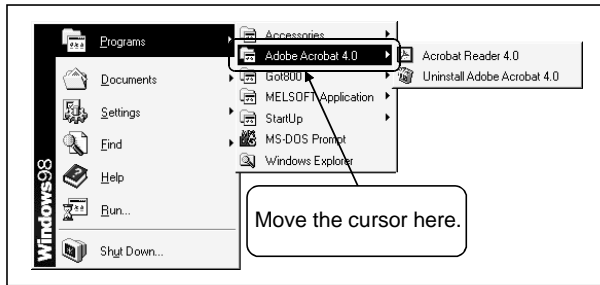 Programs
Documents
Settings
Find
Help
Run...
Shut Down...
Windows98
Accessories
Adobe Acrobat 4.0
Got800
MELSOFT Application
StartUp
MS-DOS Prompt
Windows Explorer
Acrobat Reader 4.0
Uninstall Adobe Acrobat 4.0
Move the cursor here.